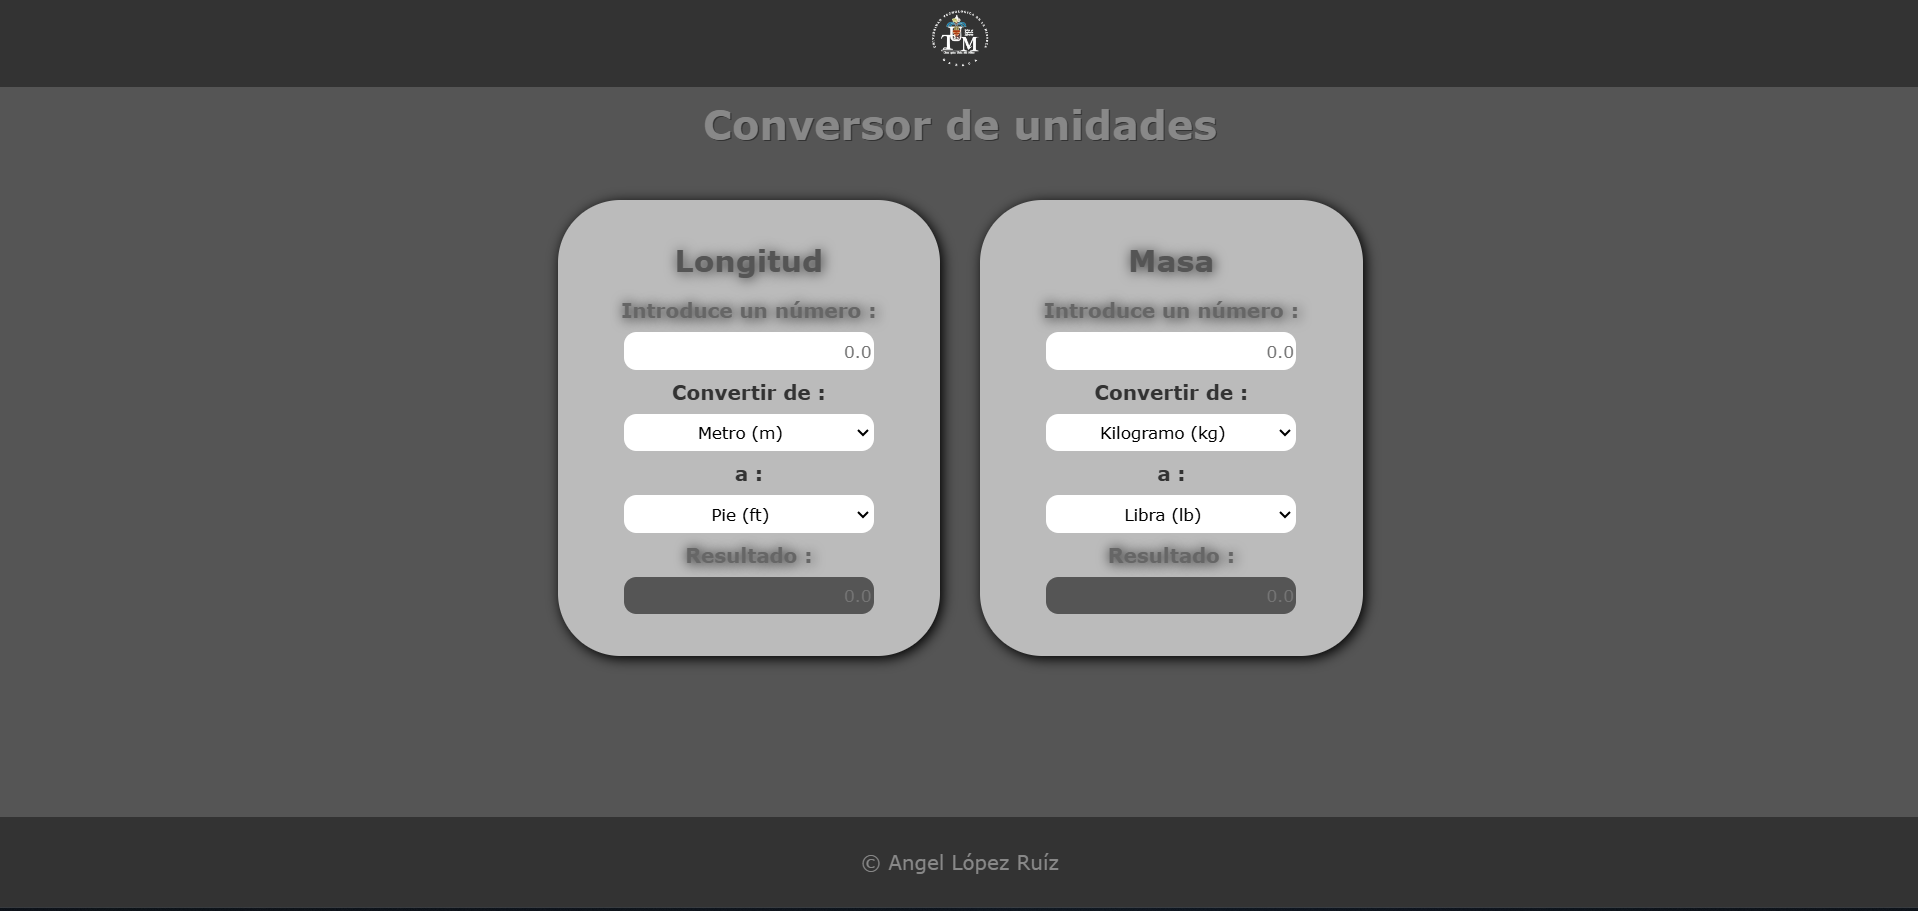 UTM
Conversor de unidades
Longitud
Introduce un número :
0.0
Convertir de :
Metro (m)
a :
Pie (ft)
Resultado :
0.0
Masa
Introduce un número :
0.0
Convertir de :
Kilogramo (kg)
a :
Libra (lb)
Resultado :
0.0
© Angel López Ruíz